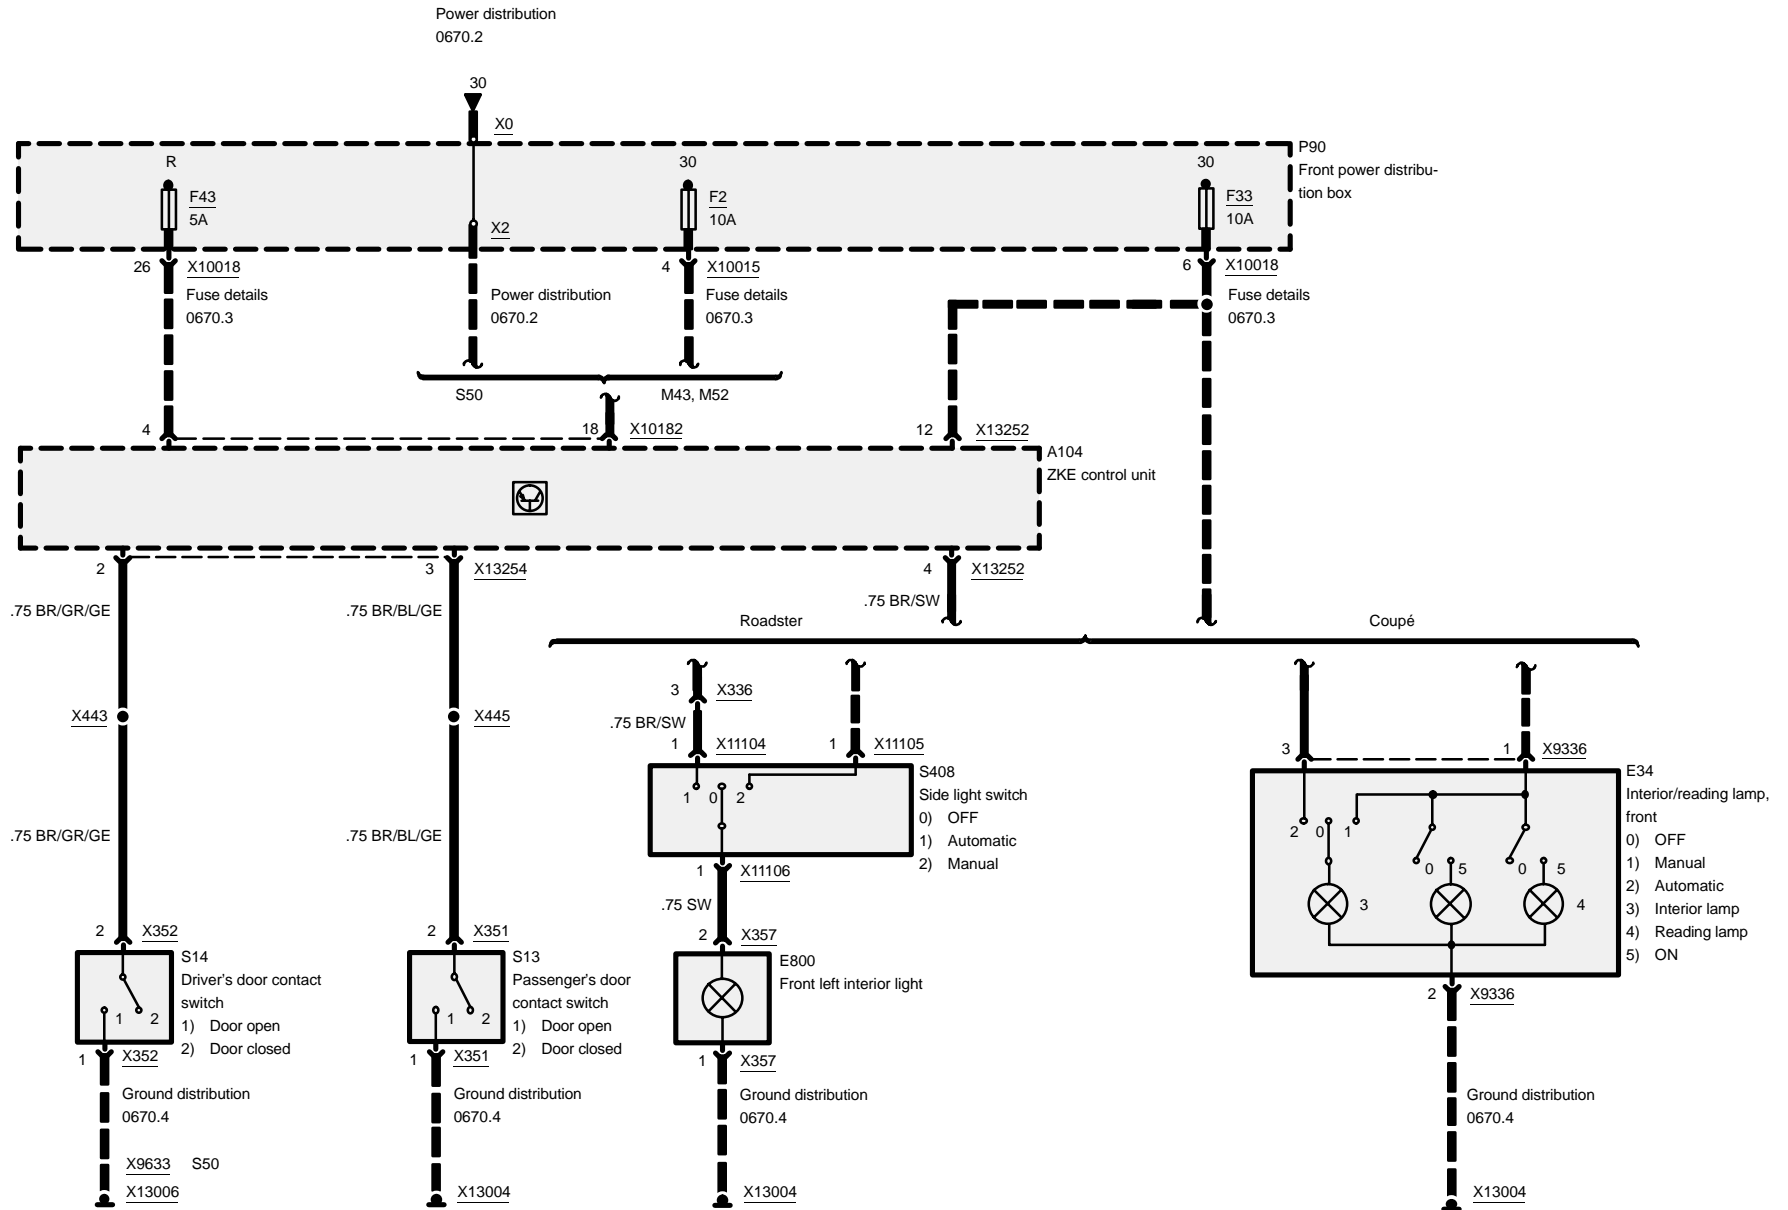 Power distribution
0670.2
30
X0
P90
Front power distribu-
tion box
R
F43
5A
X2
30
F2
10A
30
F33
10A
26 X10018
Fuse details
0670.3
Power distribution
0670.2
4 X10015
Fuse details
0670.3
6 X10018
Fuse details
0670.3
S50
M43, M52
4
18 X10182
12 X13252
A104
ZKE control unit
2
3 X13254
4 X13252
.75 BR/GR/GE
.75 BR/BL/GE
.75 BR/SW
Roadster
Coupé
X443
X445
3 X336
.75 BR/SW
1 X11104
1 X11105
3
1 X9336
S408
Side light switch
0) OFF
1) Automatic
2) Manual
1 0 2
E34
Interior/reading lamp,
front
0) OFF
1) Manual
2) Automatic
3) Interior lamp
4) Reading lamp
5) ON
2 0 1
0 5
0 5
3
4
.75 BR/GR/GE
.75 BR/BL/GE
1 X11106
.75 SW
2 X352
2 X351
2 X357
S14
Driver's door contact
switch
1) Door open
2) Door closed
1 2
S13
Passenger's door
contact switch
1) Door open
2) Door closed
1 2
E800
Front left interior light
1 X352
1 X351
1 X357
2 X9336
Ground distribution
0670.4
Ground distribution
0670.4
Ground distribution
0670.4
Ground distribution
0670.4
X9633 S50
X13006
X13004
X13004
X13004